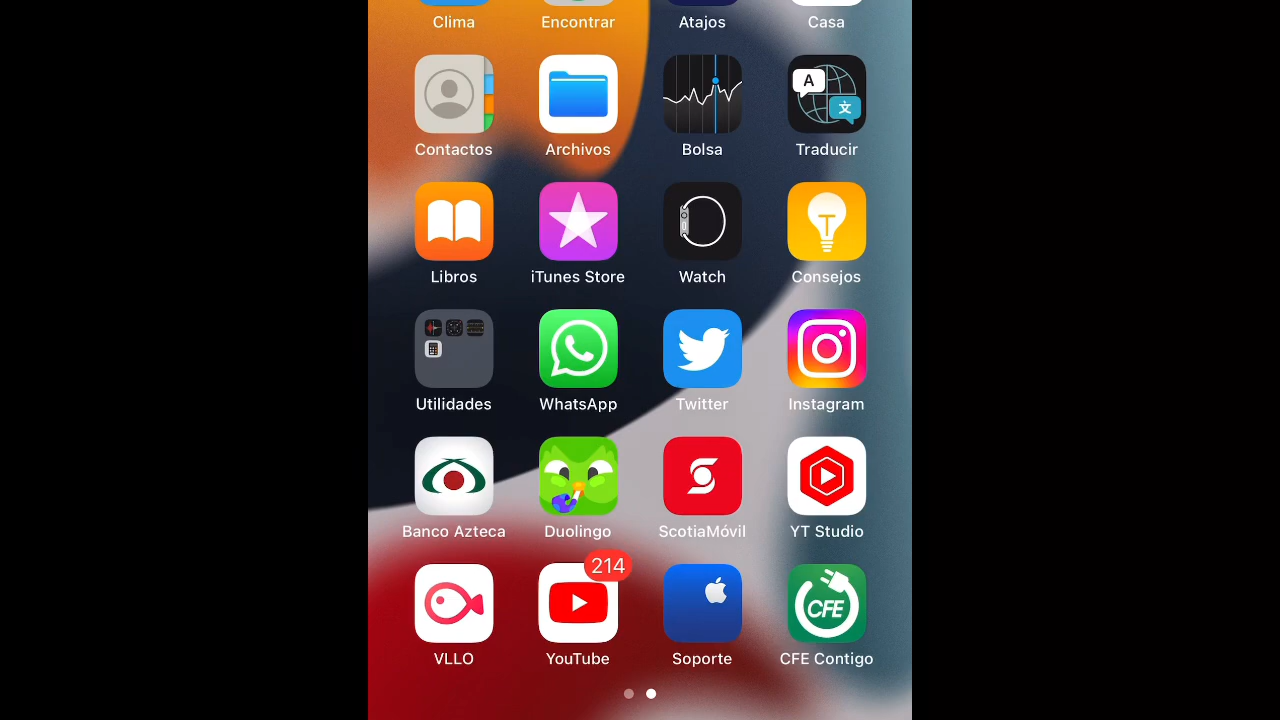 Clima Encontrar Atajos Casa
A 文
Contactos Archivos Bolsa Traducir
Libros iTunes Store Watch Consejos
Utilidades WhatsApp Twitter Instagram
Banco Azteca Duolingo ScotiaMóvil YT Studio
214
CFE
VLLO YouTube Soporte CFE Contigo